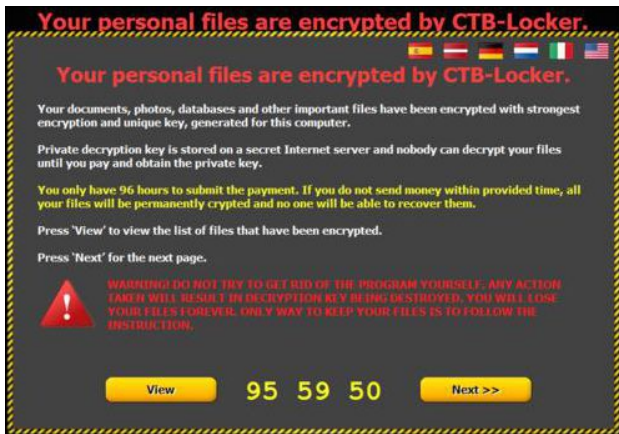 Your personal files are encrypted by CTB-Locker.
Your personal files are encrypted by CTB-Locker.
Your documents, photos, databases and other important files have been encrypted with strongest
encryption and unique key, generated for this computer.
Private decryption key is stored on a secret Internet server and nobody can decrypt your files
until you pay and obtain the private key.
You only have 96 hours to submit the payment. If you do not send money within provided time, all
your files will be permanently crypted and no one will be able to recover them.
Press 'View' to view the list of files that have been encrypted.
Press 'Next' for the next page.
WARNING! DO NOT TRY TO GET RID OF THE PROGRAM YOURSELF. ANY ACTION
TAKEN WILL RESULT IN DECRYPTION KEY BEING DESTROYED. YOU WILL LOSE
YOUR FILES FOREVER. ONLY WAY TO KEEP YOUR FILES IS TO FOLLOW THE
INSTRUCTION.
View 95 59 50 Next >>